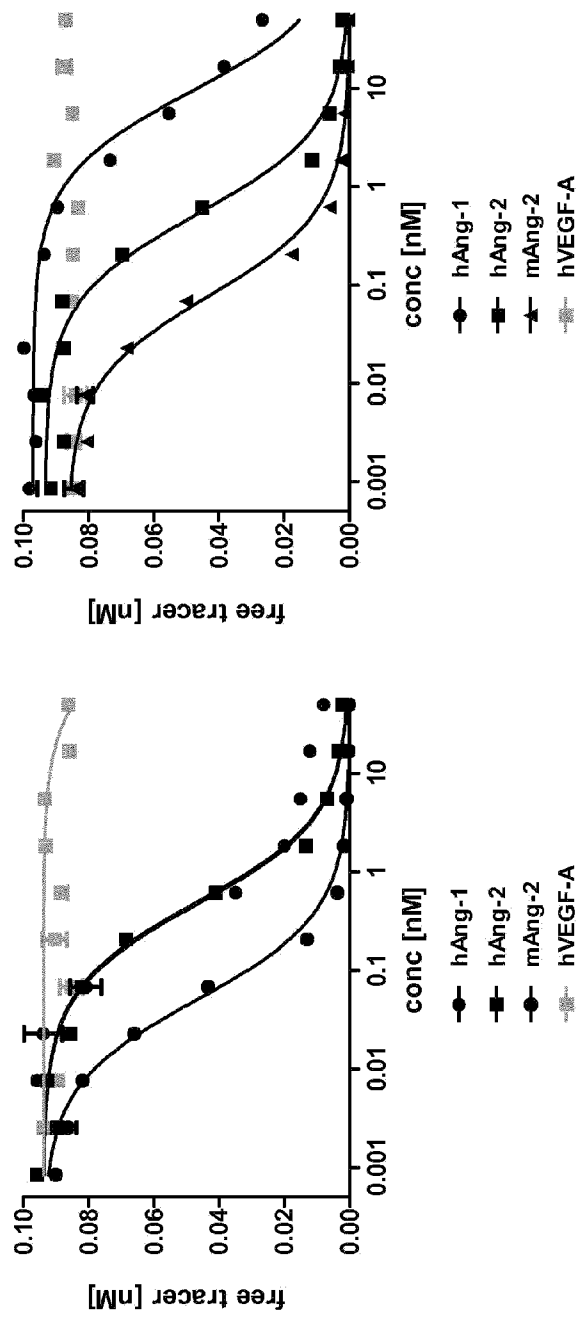 free tracer [nM]
0.10
0.08
0.06
0.04
0.02
0.00
0.001
0.01
0.1
1
10
conc [nM]
hAng-1
hAng-2
mAng-2
hVEGF-A
free tracer [nM]
0.10
0.08
0.06
0.04
0.02
0.00
0.001
0.01
0.1
1
10
conc [nM]
hAng-1
hAng-2
mAng-2
hVEGF-A